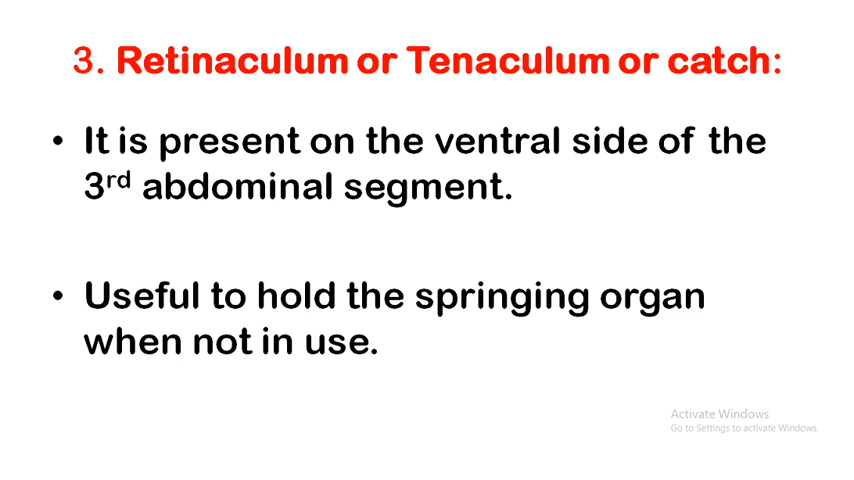 3. Retinaculum or Tenaculum or catch:
• It is present on the ventral side of the
3rd abdominal segment.
• Useful to hold the springing organ
when not in use.
Activate Windows
Go to Settings to activate Windows.